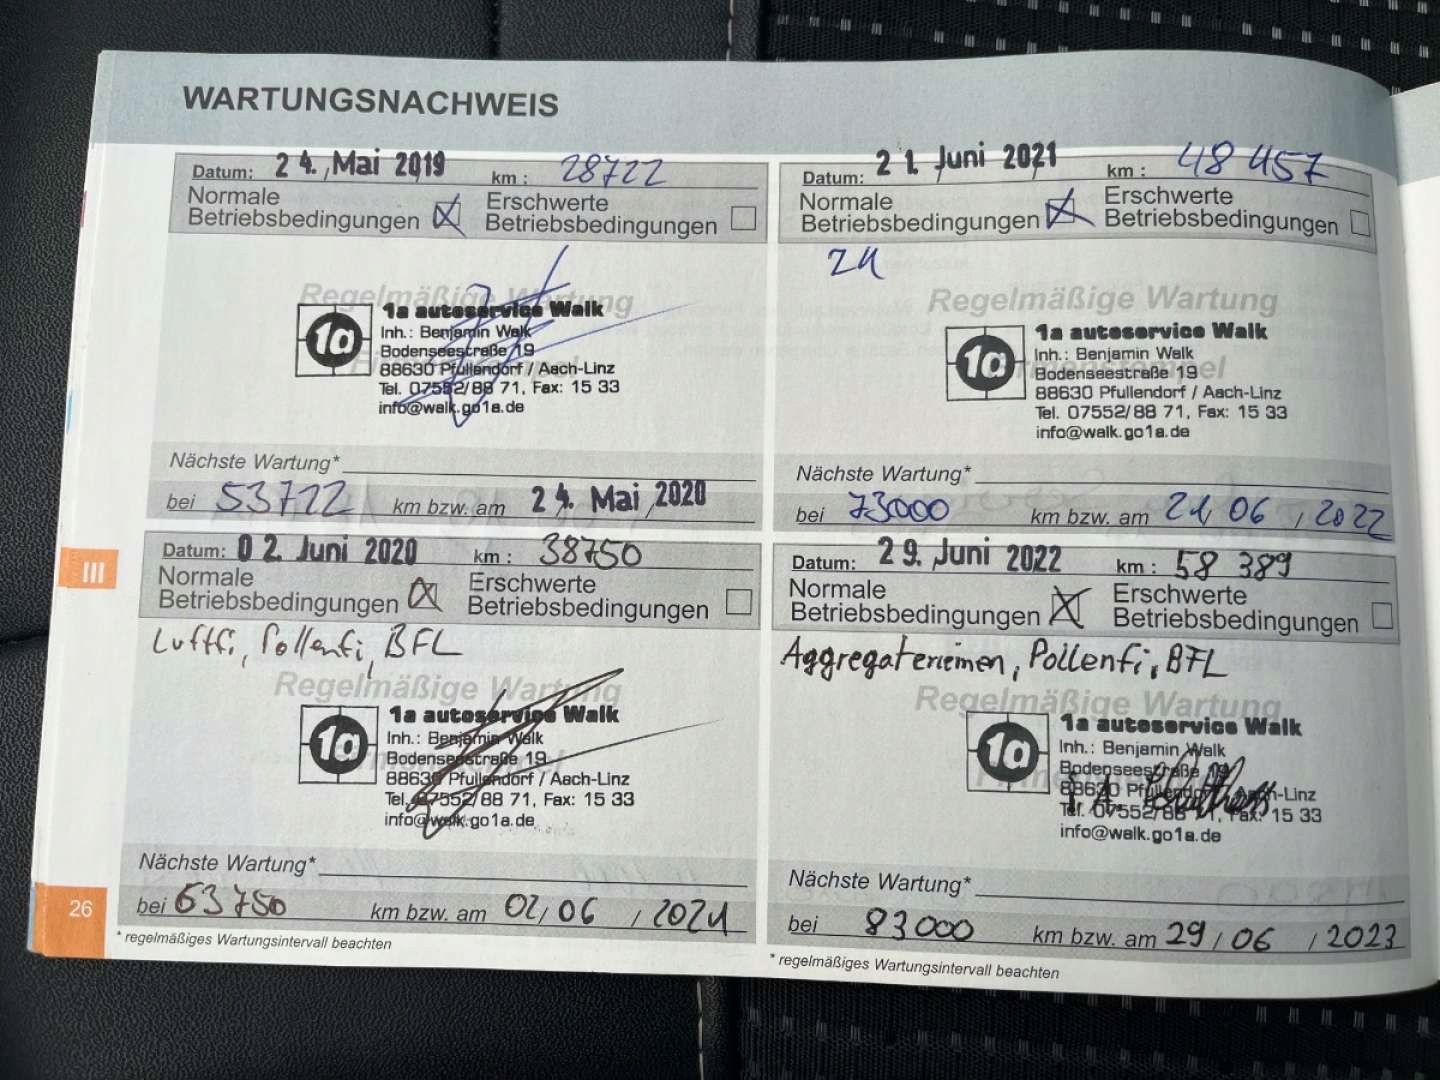 WARTUNGSNACHWEIS
Datum: 24. Mai 2019 km : 28722
Normale Betriebsbedingungen ☒ Erschwerte Betriebsbedingungen ☐
Regelmäßige Wartung
1a autoservice Walk
Inh.: Benjamin Walk
Bodenseestraße 19
88630 Pfullendorf / Aach-Linz
Tel. 07552/88 71, Fax: 15 33
info@walk.go1a.de
Nächste Wartung*
bei 53722 km bzw. am 24. Mai 2020
Datum: 02. Juni 2020 km : 38750
Normale Betriebsbedingungen ☒ Erschwerte Betriebsbedingungen ☐
Luftfi, Pollenfi, BFL
Regelmäßige Wartung
1a autoservice Walk
Inh.: Benjamin Walk
Bodenseestraße 19
88630 Pfullendorf / Aach-Linz
Tel. 07552/88 71, Fax: 15 33
info@walk.go1a.de
Nächste Wartung*
bei 63750 km bzw. am 02/06/2021
* regelmäßiges Wartungsintervall beachten
Datum: 21. Juni 2021 km : 48 457
Normale Betriebsbedingungen ☒ Erschwerte Betriebsbedingungen ☐
Regelmäßige Wartung
1a autoservice Walk
Inh.: Benjamin Walk
Bodenseestraße 19
88630 Pfullendorf / Aach-Linz
Tel. 07552/88 71, Fax: 15 33
info@walk.go1a.de
Nächste Wartung*
bei 73000 km bzw. am 21/06/2022
Datum: 29. Juni 2022 km : 58 389
Normale Betriebsbedingungen ☒ Erschwerte Betriebsbedingungen ☐
Aggregateriemen, Pollenfi, BFL
Regelmäßige Wartung
1a autoservice Walk
Inh.: Benjamin Walk
Bodenseestraße 19
88630 Pfullendorf / Aach-Linz
Tel. 07552/88 71, Fax: 15 33
info@walk.go1a.de
Nächste Wartung*
bei 83000 km bzw. am 29/06/2023
* regelmäßiges Wartungsintervall beachten
III
26